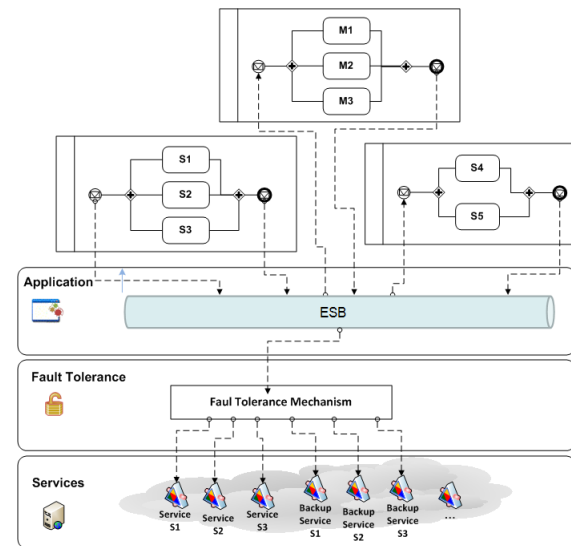 M1
M2
M3
S1
S2
S3
S4
S5
Application
ESB
Fault Tolerance
Faul Tolerance Mechanism
Services
Service
S1
Service
S2
Service
S3
Backup
Service
S1
Backup
Service
S2
Backup
Service
S3
...